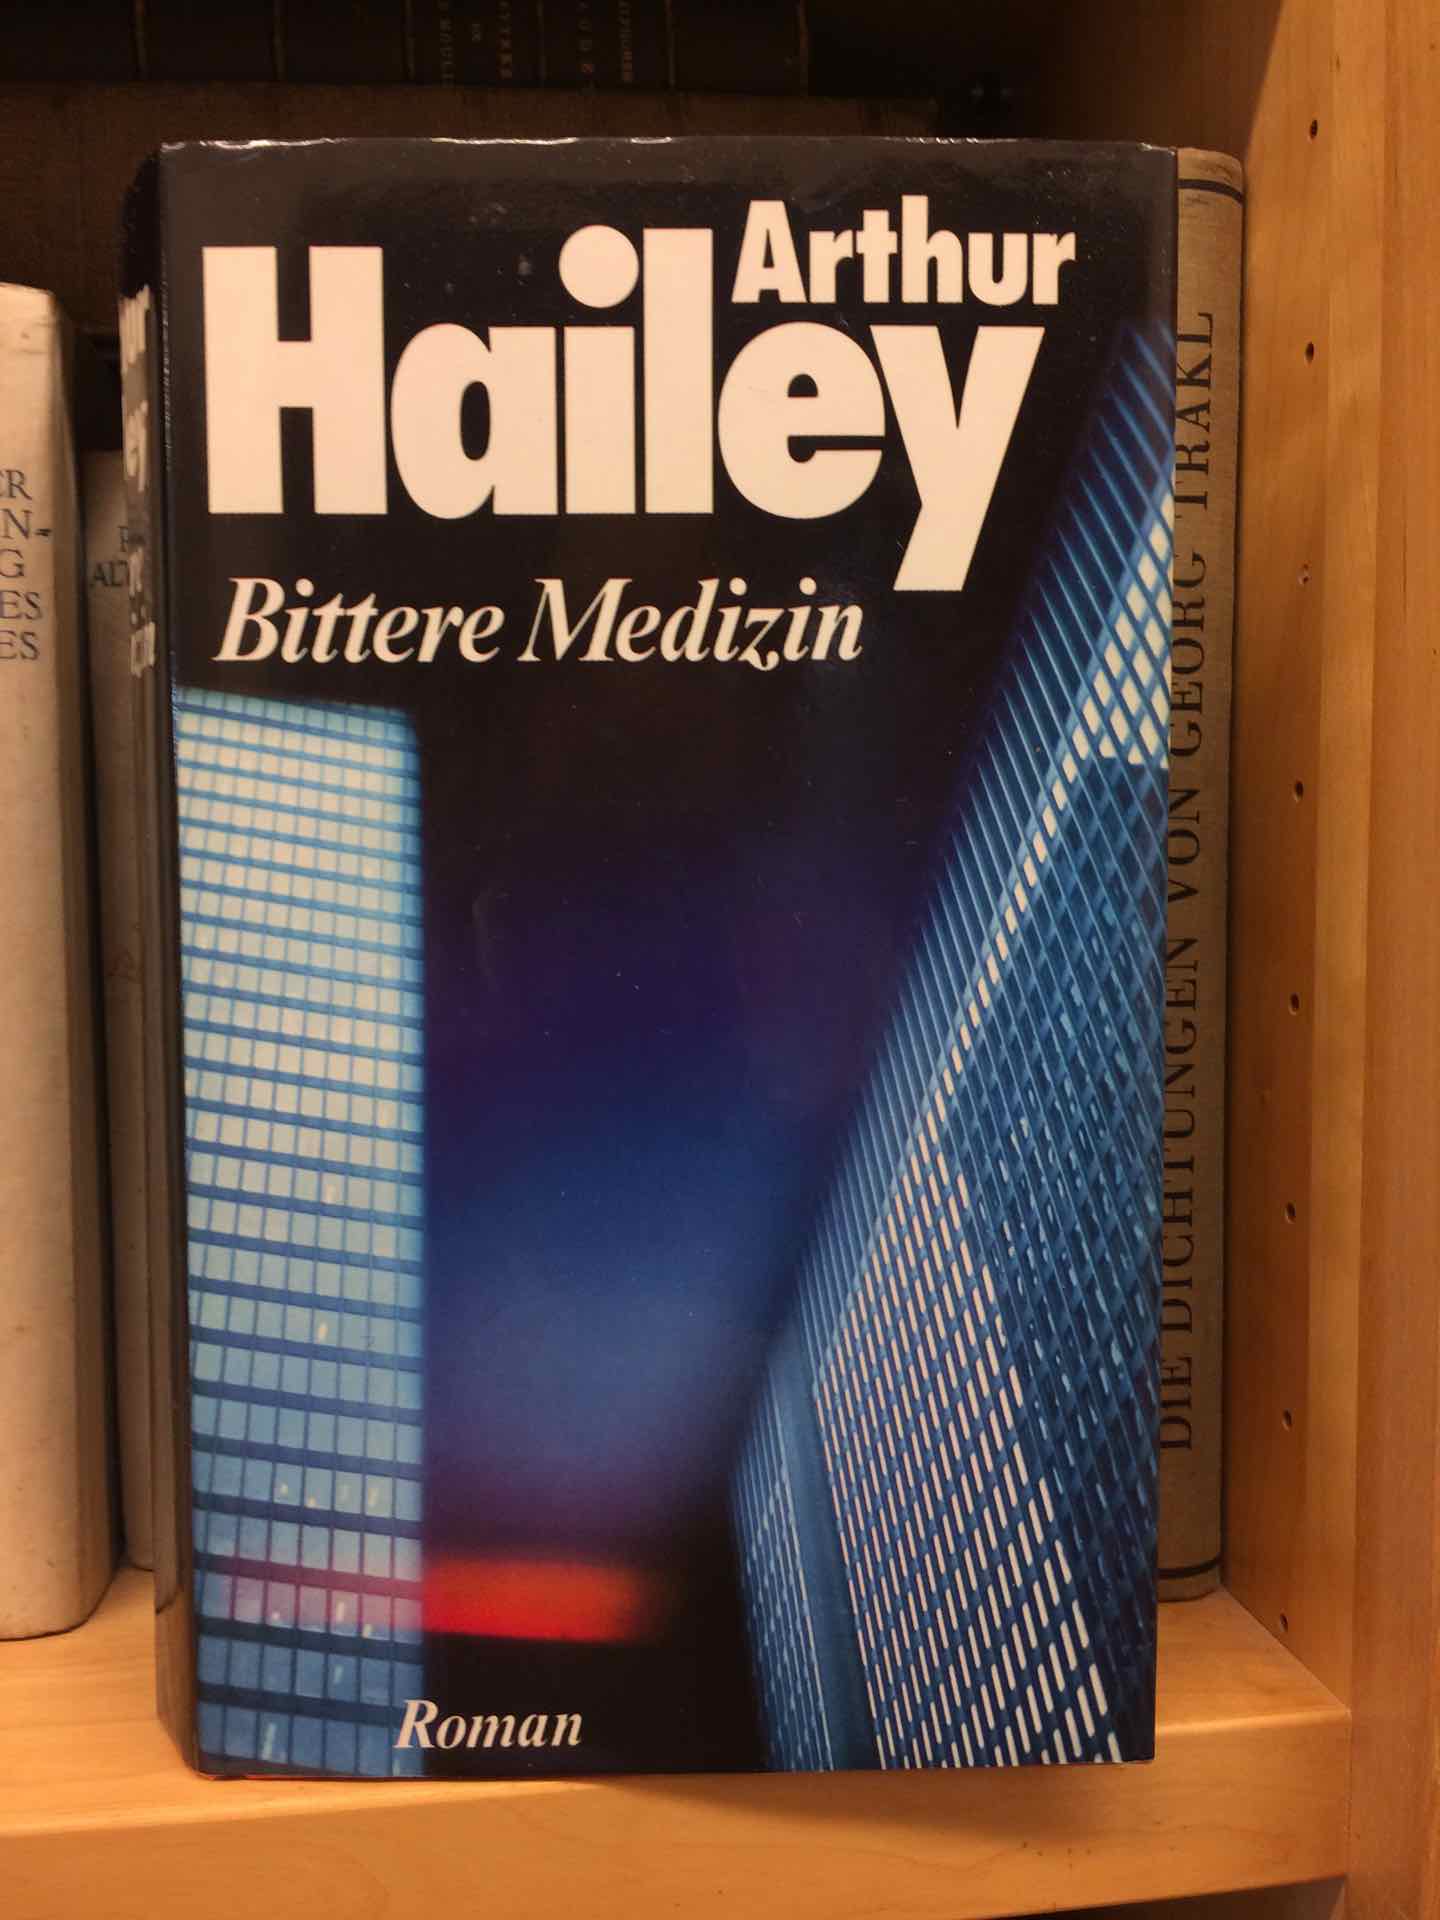 Arthur
Hailey
Bittere Medizin
Roman
DIE DICHTUNGEN VON GEORG TRAKL